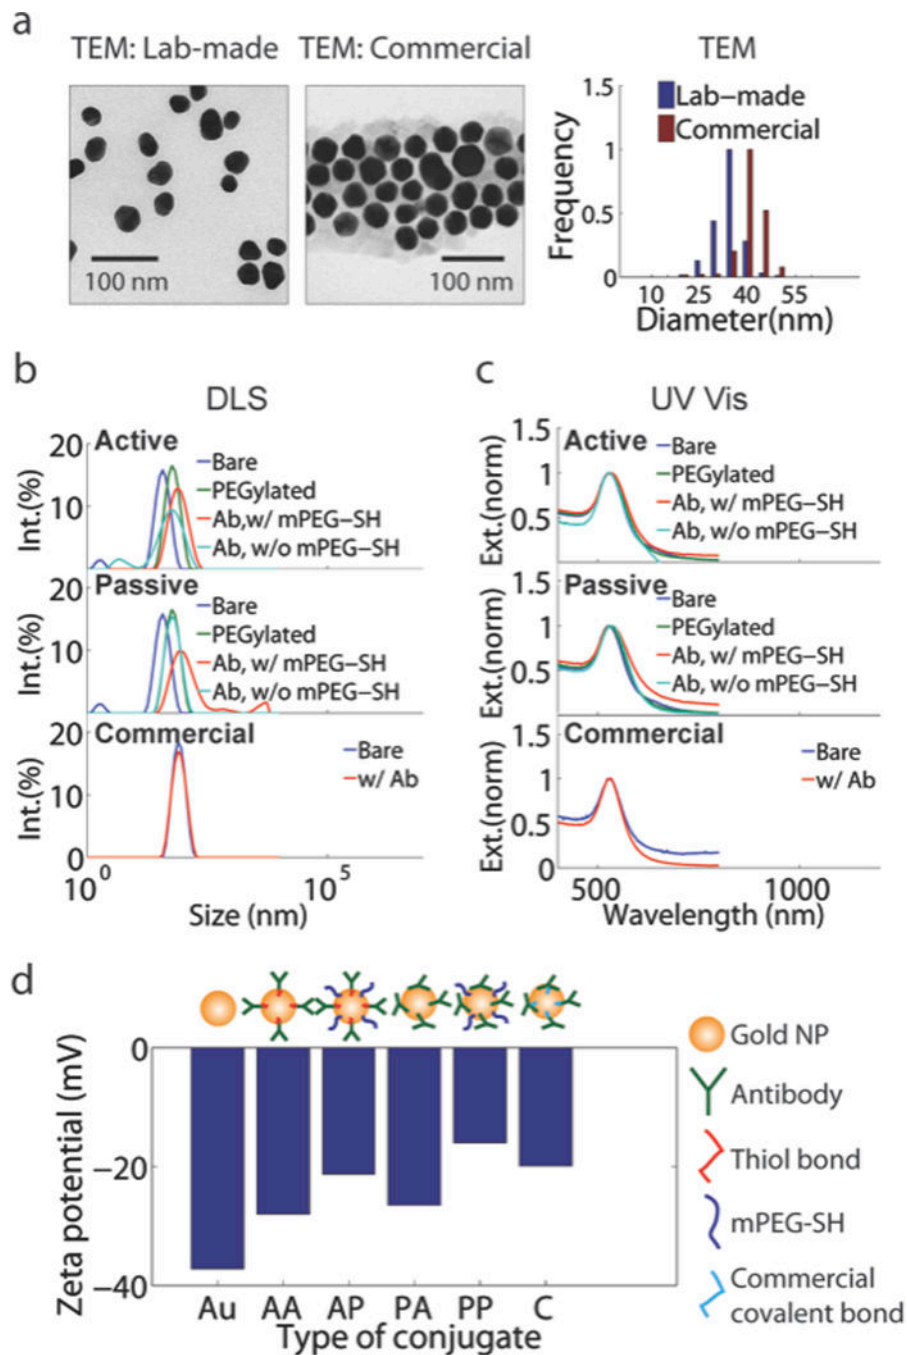 a
TEM: Lab-made
TEM: Commercial
TEM
100 nm
100 nm
Frequency
1.5
1
0.5
0
Lab-made
Commercial
10 25 40 55
Diameter(nm)
b
DLS
Int.(%)
20
10
Active
Bare
PEGylated
Ab,w/ mPEG-SH
Ab, w/o mPEG-SH
Int.(%)
20
10
Passive
Bare
PEGylated
Ab, w/ mPEG-SH
Ab, w/o mPEG-SH
Int.(%)
20
10
0
Commercial
Bare
w/ Ab
10^0 10^5
Size (nm)
c
UV Vis
Ext.(norm)
1.5
1
0.5
Active
Bare
PEGylated
Ab, w/ mPEG-SH
Ab, w/o mPEG-SH
Ext.(norm)
1.5
1
0.5
Passive
Bare
PEGylated
Ab, w/ mPEG-SH
Ab, w/o mPEG-SH
Ext.(norm)
1.5
1
0.5
0
Commercial
Bare
w/ Ab
500 1000
Wavelength (nm)
d
Zeta potential (mV)
0
-20
-40
Au AA AP PA PP C
Type of conjugate
Gold NP
Antibody
Thiol bond
mPEG-SH
Commercial
covalent bond